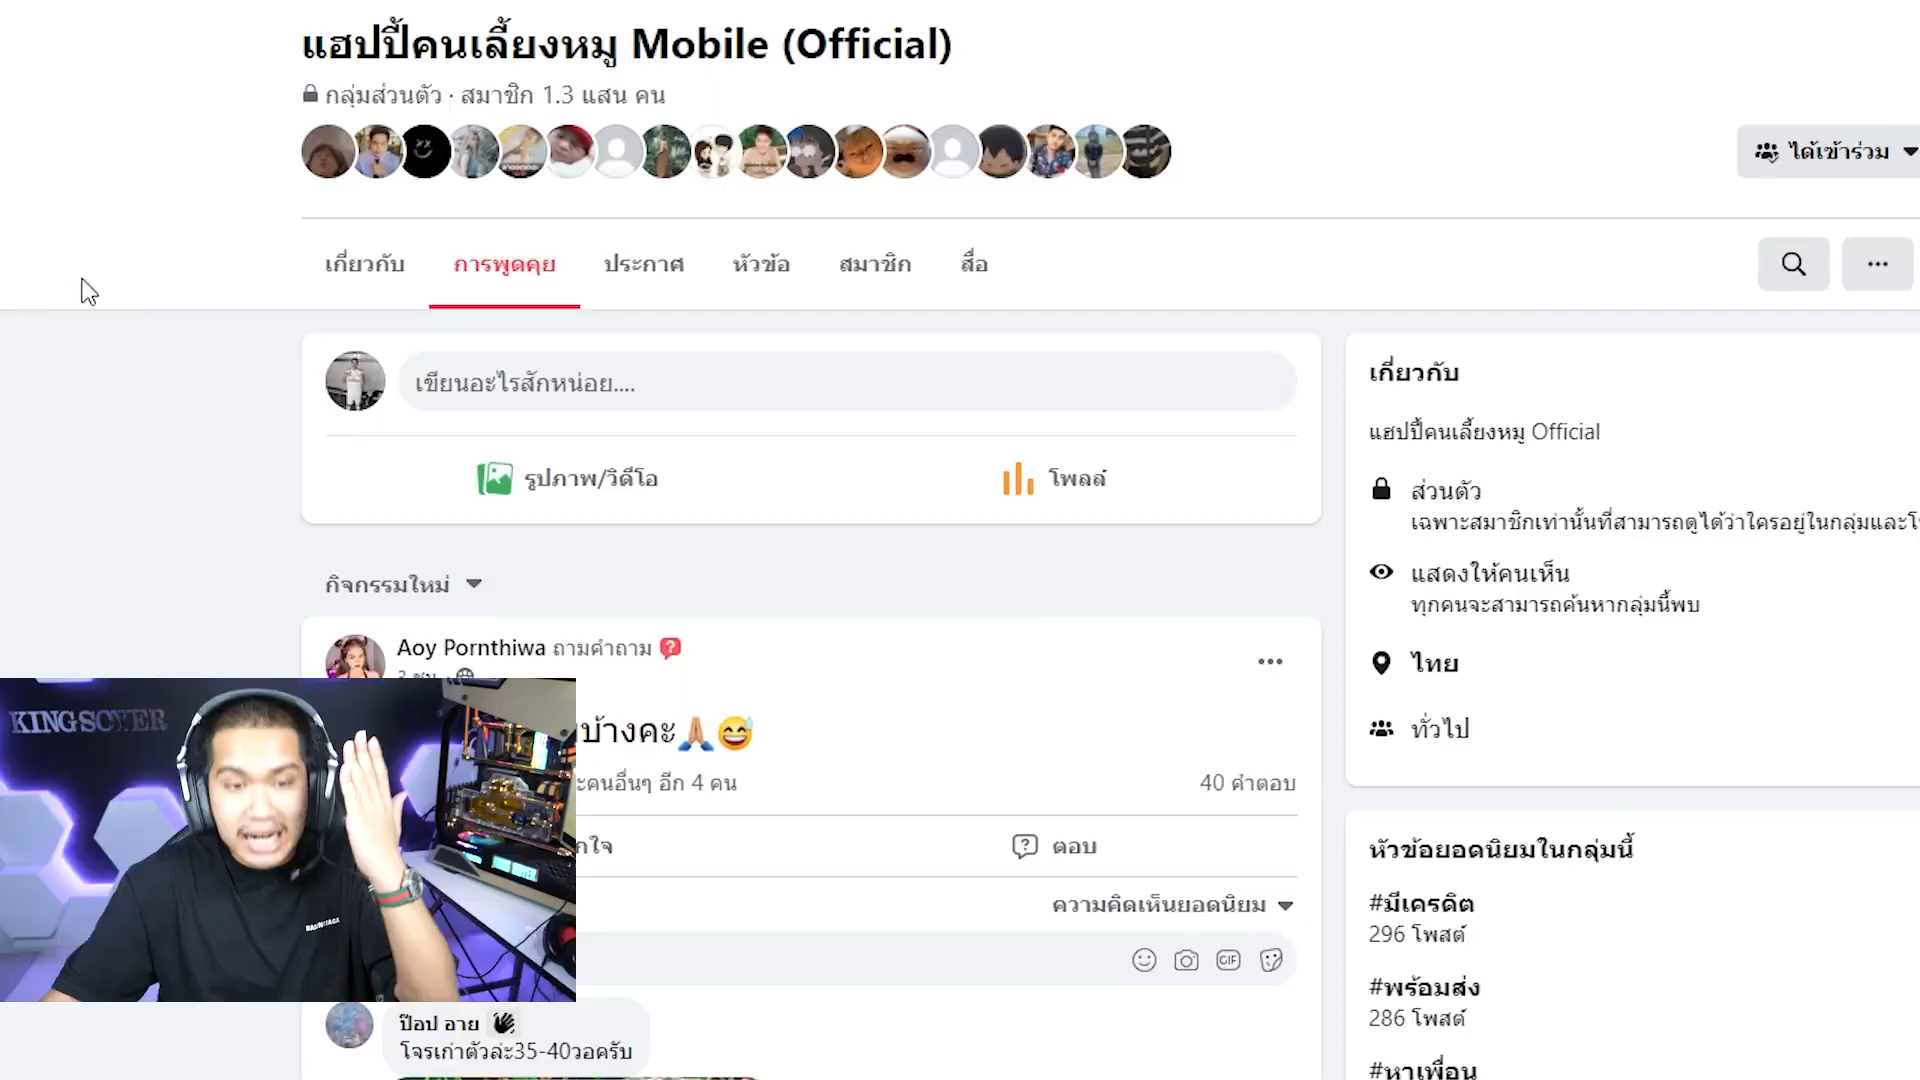 แฮปปี้คนเลี้ยงหมู Mobile (Official)
กลุ่มส่วนตัว · สมาชิก 1.3 แสน คน
ได้เข้าร่วม
เกี่ยวกับ
การพูดคุย
ประกาศ
หัวข้อ
สมาชิก
สื่อ
เขียนอะไรสักหน่อย....
รูปภาพ/วิดีโอ
โพลล์
กิจกรรมใหม่
Aoy Pornthiwa ถามคำถาม
บ้างคะ🙏🏽😅
ะคนอื่นๆ อีก 4 คน
40 คำตอบ
กใจ
ตอบ
ความคิดเห็นยอดนิยม
GIF
ป๊อป อาย
โจรเก่าตัวล่ะ35-40วอครับ
เกี่ยวกับ
แฮปปี้คนเลี้ยงหมู Official
ส่วนตัว
เฉพาะสมาชิกเท่านั้นที่สามารถดูได้ว่าใครอยู่ในกลุ่มและโ
แสดงให้คนเห็น
ทุกคนจะสามารถค้นหากลุ่มนี้พบ
ไทย
ทั่วไป
หัวข้อยอดนิยมในกลุ่มนี้
#มีเครดิต
296 โพสต์
#พร้อมส่ง
286 โพสต์
#หาเพื่อน
BALENCIAGA